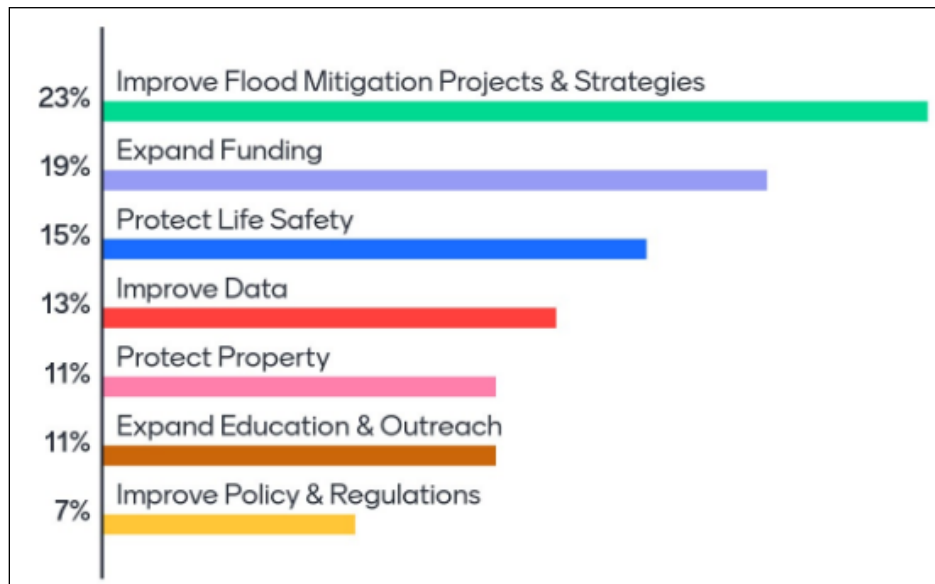 Improve Flood Mitigation Projects & Strategies
23%
Expand Funding
19%
Protect Life Safety
15%
Improve Data
13%
Protect Property
11%
Expand Education & Outreach
11%
Improve Policy & Regulations
7%